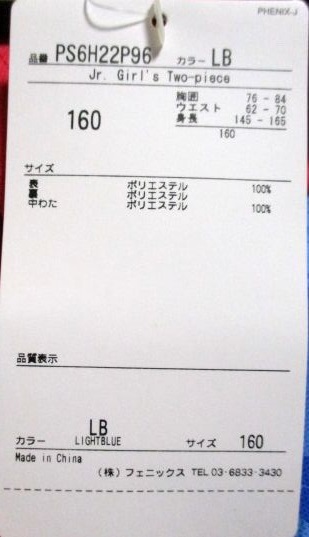 PHENIX-J
品番 PS6H22P96 カラー LB
Jr. Girl's Two-piece
160
胸囲 76 - 84
ウエスト 62 - 70
身長 145 - 165
160
サイズ
表 ポリエステル 100%
裏 ポリエステル
中わた ポリエステル 100%
品質表示
LB
カラー LIGHTBLUE サイズ 160
Made in China
(株) フェニックス TEL 03-6833-3430